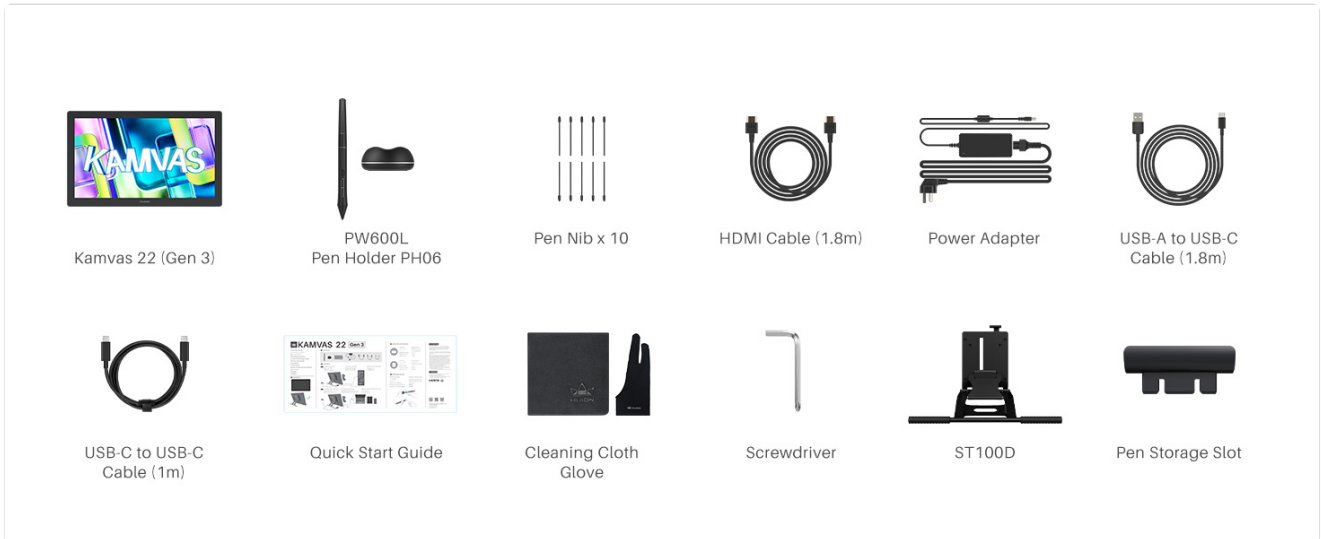 KAMVAS
Kamvas 22 (Gen 3)
PW600L
Pen Holder PH06
Pen Nib x 10
HDMI Cable (1.8m)
Power Adapter
USB-A to USB-C
Cable (1.8m)
USB-C to USB-C
Cable (1m)
KAMVAS 22 Gen 3
Quick Start Guide
HUION
Cleaning Cloth
Glove
Screwdriver
ST100D
Pen Storage Slot